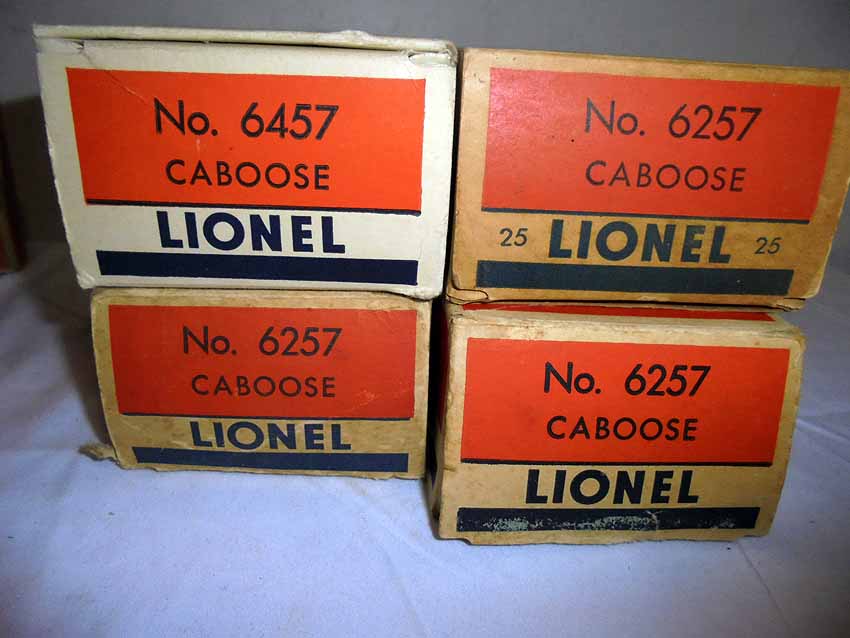 No. 6457
CABOOSE
LIONEL
No. 6257
CABOOSE
25 LIONEL 25
No. 6257
CABOOSE
LIONEL
No. 6257
CABOOSE
LIONEL